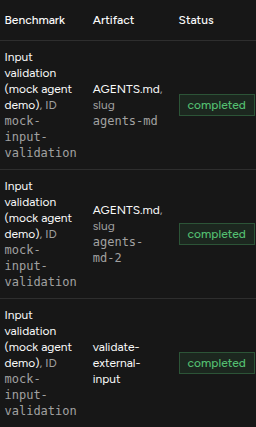 Benchmark Artifact Status
Input
validation
(mock agent
demo), ID
mock-
input-
validation
AGENTS.md,
slug
agents-md
completed
Input
validation
(mock agent
demo), ID
mock-
input-
validation
AGENTS.md,
slug
agents-
md-2
completed
Input
validation
(mock agent
demo), ID
mock-
input-
validation
validate-
external-
input
completed